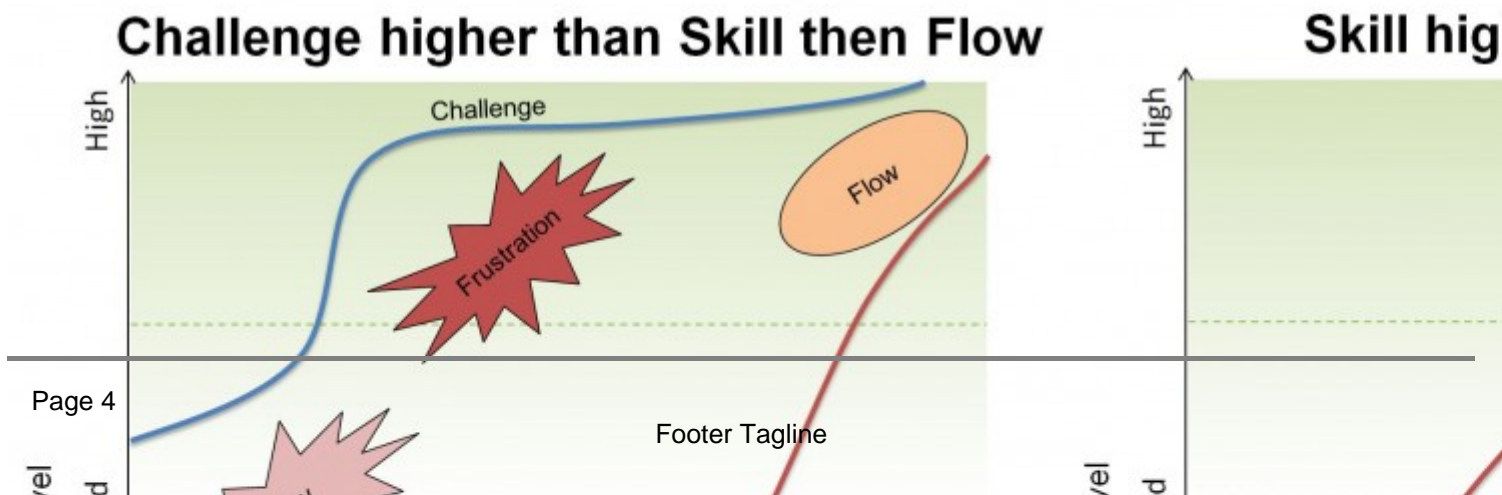 Challenge higher than Skill then Flow
Skill hig
High
Challenge
Flow
Frustration
High
Page 4
Footer Tagline
vel
d
vel
d